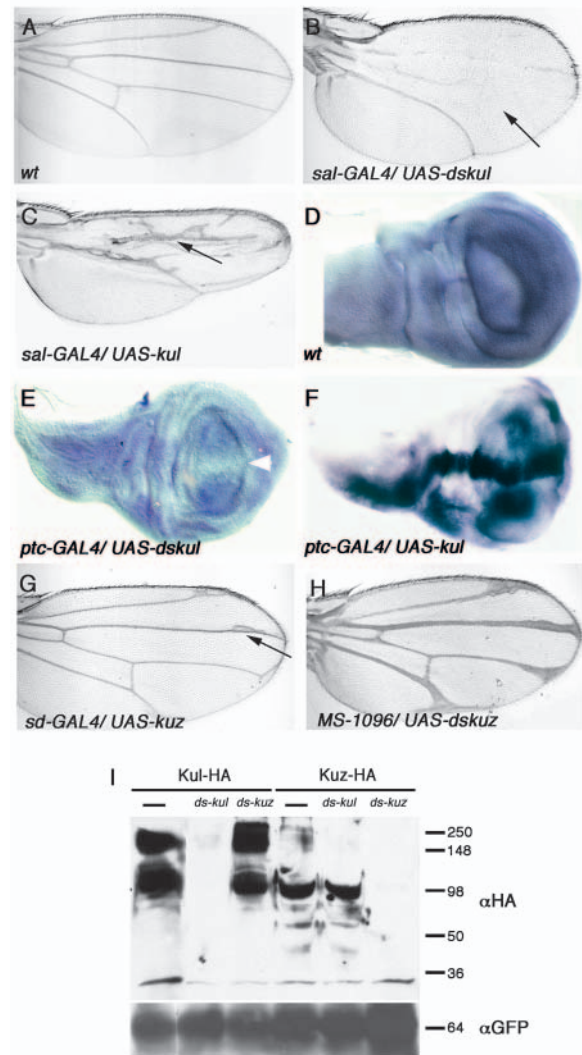 A
wt
B
sal-GAL4/ UAS-dskul
C
sal-GAL4/ UAS-kul
D
wt
E
ptc-GAL4/ UAS-dskul
F
ptc-GAL4/ UAS-kul
G
sd-GAL4/ UAS-kuz
H
MS-1096/ UAS-dskuz
I
Kul-HA Kuz-HA
— ds-kul ds-kuz — ds-kul ds-kuz
250
148
98
50
36
αHA
64
αGFP